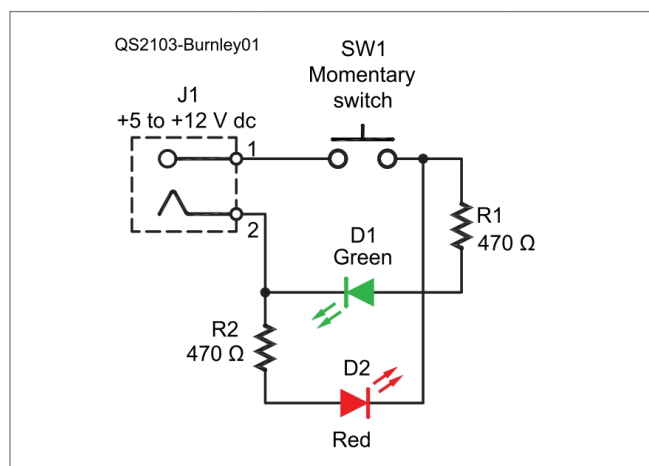 QS2103-Burnley01
SW1
Momentary
switch
J1
+5 to +12 V dc
1
2
R1
470 Ω
D1
Green
R2
470 Ω
D2
Red